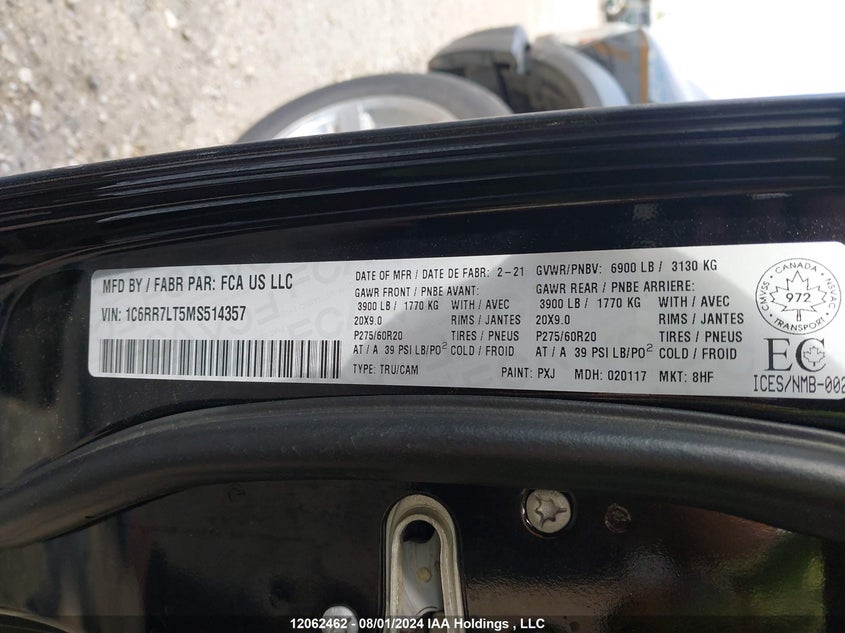 MFD BY / FABR PAR: FCA US LLC
VIN: 1C6RR7LT5MS514357
DATE OF MFR / DATE DE FABR: 2-21
GVWR/PNBV: 6900 LB / 3130 KG
GAWR FRONT / PNBE AVANT:
3900 LB / 1770 KG WITH / AVEC
20X9.0 RIMS / JANTES
P275/60R20 TIRES / PNEUS
AT / A 39 PSI LB/PO² COLD / FROID
GAWR REAR / PNBE ARRIERE:
3900 LB / 1770 KG WITH / AVEC
20X9.0 RIMS / JANTES
P275/60R20 TIRES / PNEUS
AT / A 39 PSI LB/PO² COLD / FROID
TYPE: TRU/CAM
PAINT: PXJ MDH: 020117 MKT: 8HF
CANADA
CMVSS 972 NSVAC
TRANSPORT
EC
ICES/NMB-002
12062462 - 08/01/2024 IAA Holdings , LLC